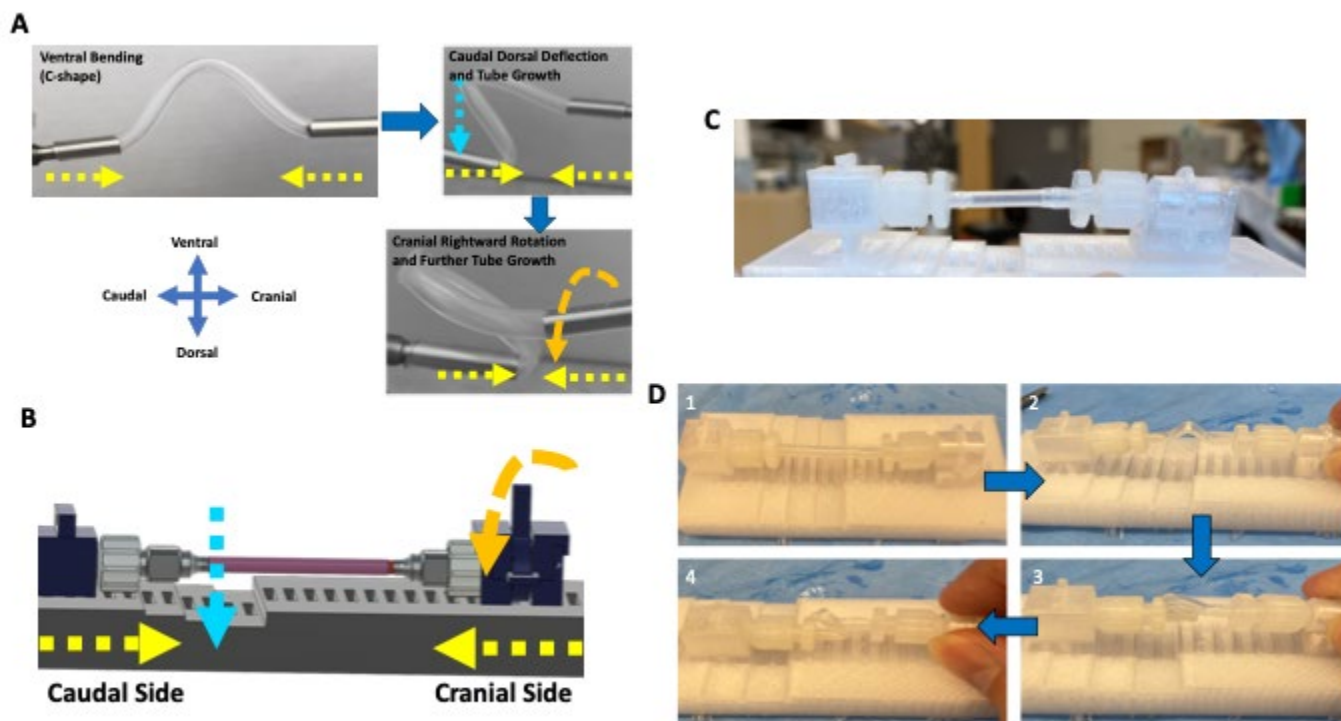 A
Ventral Bending
(C-shape)
Caudal Dorsal Deflection
and Tube Growth
Cranial Rightward Rotation
and Further Tube Growth
Ventral
Caudal
Cranial
Dorsal
B
Caudal Side
Cranial Side
C
D
1
2
4
3